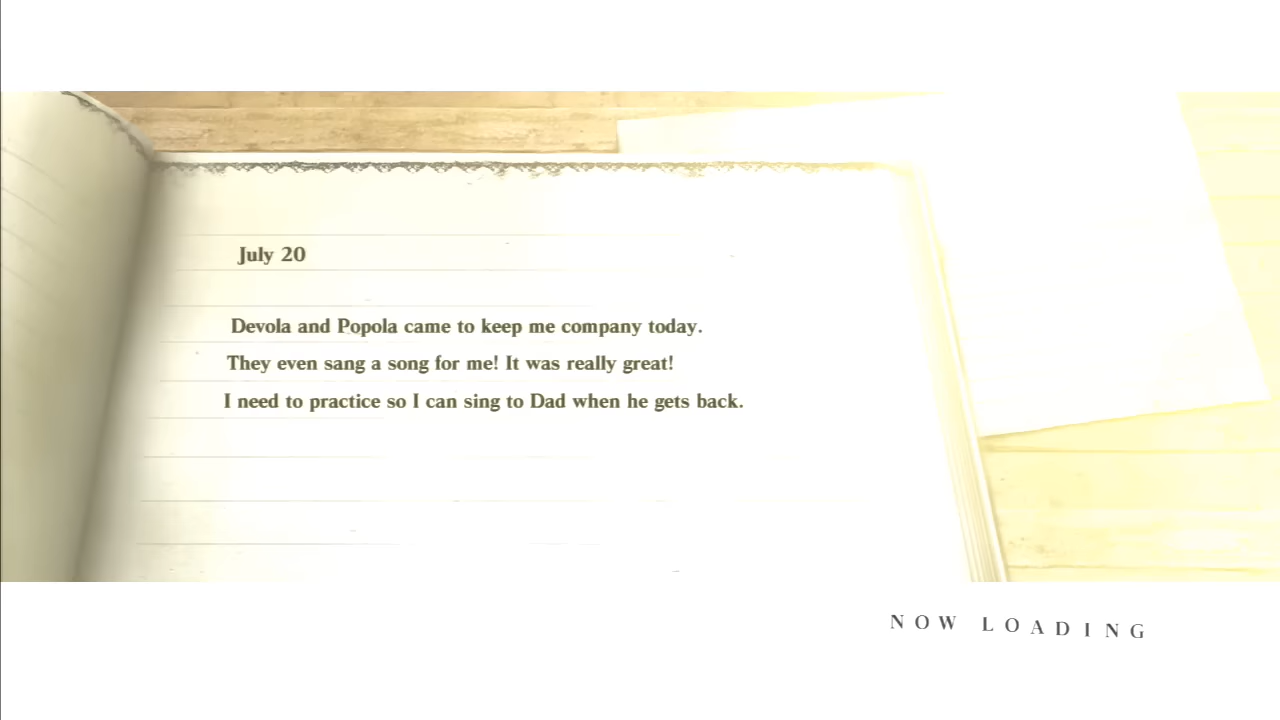 July 20
Devola and Popola came to keep me company today.
They even sang a song for me! It was really great!
I need to practice so I can sing to Dad when he gets back.
NOW LOADING